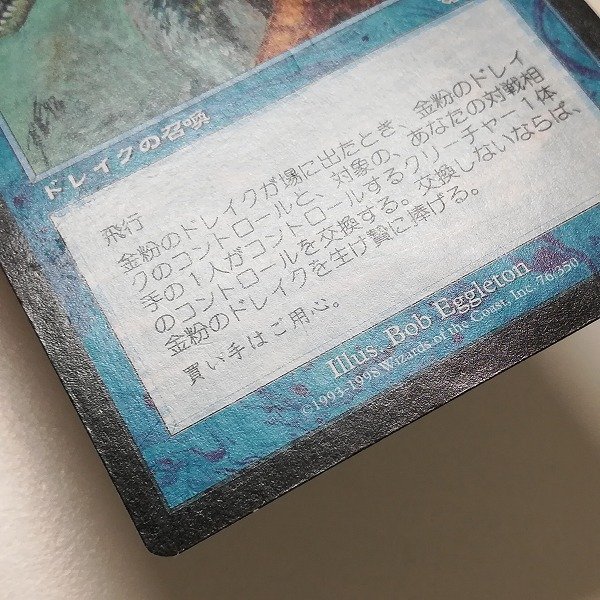 ドレイクの召喚
飛行
金粉のドレイクが場に出たとき、金粉のドレイ
クのコントロールと、対象の、あなたの対戦相
手の1人がコントロールするクリーチャー1体
のコントロールを交換する。交換しないならば、
金粉のドレイクを生け贄に捧げる。
買い手はご用心。
Illus. Bob Eggleton
©1993-1998 Wizards of the Coast, Inc. 76/350